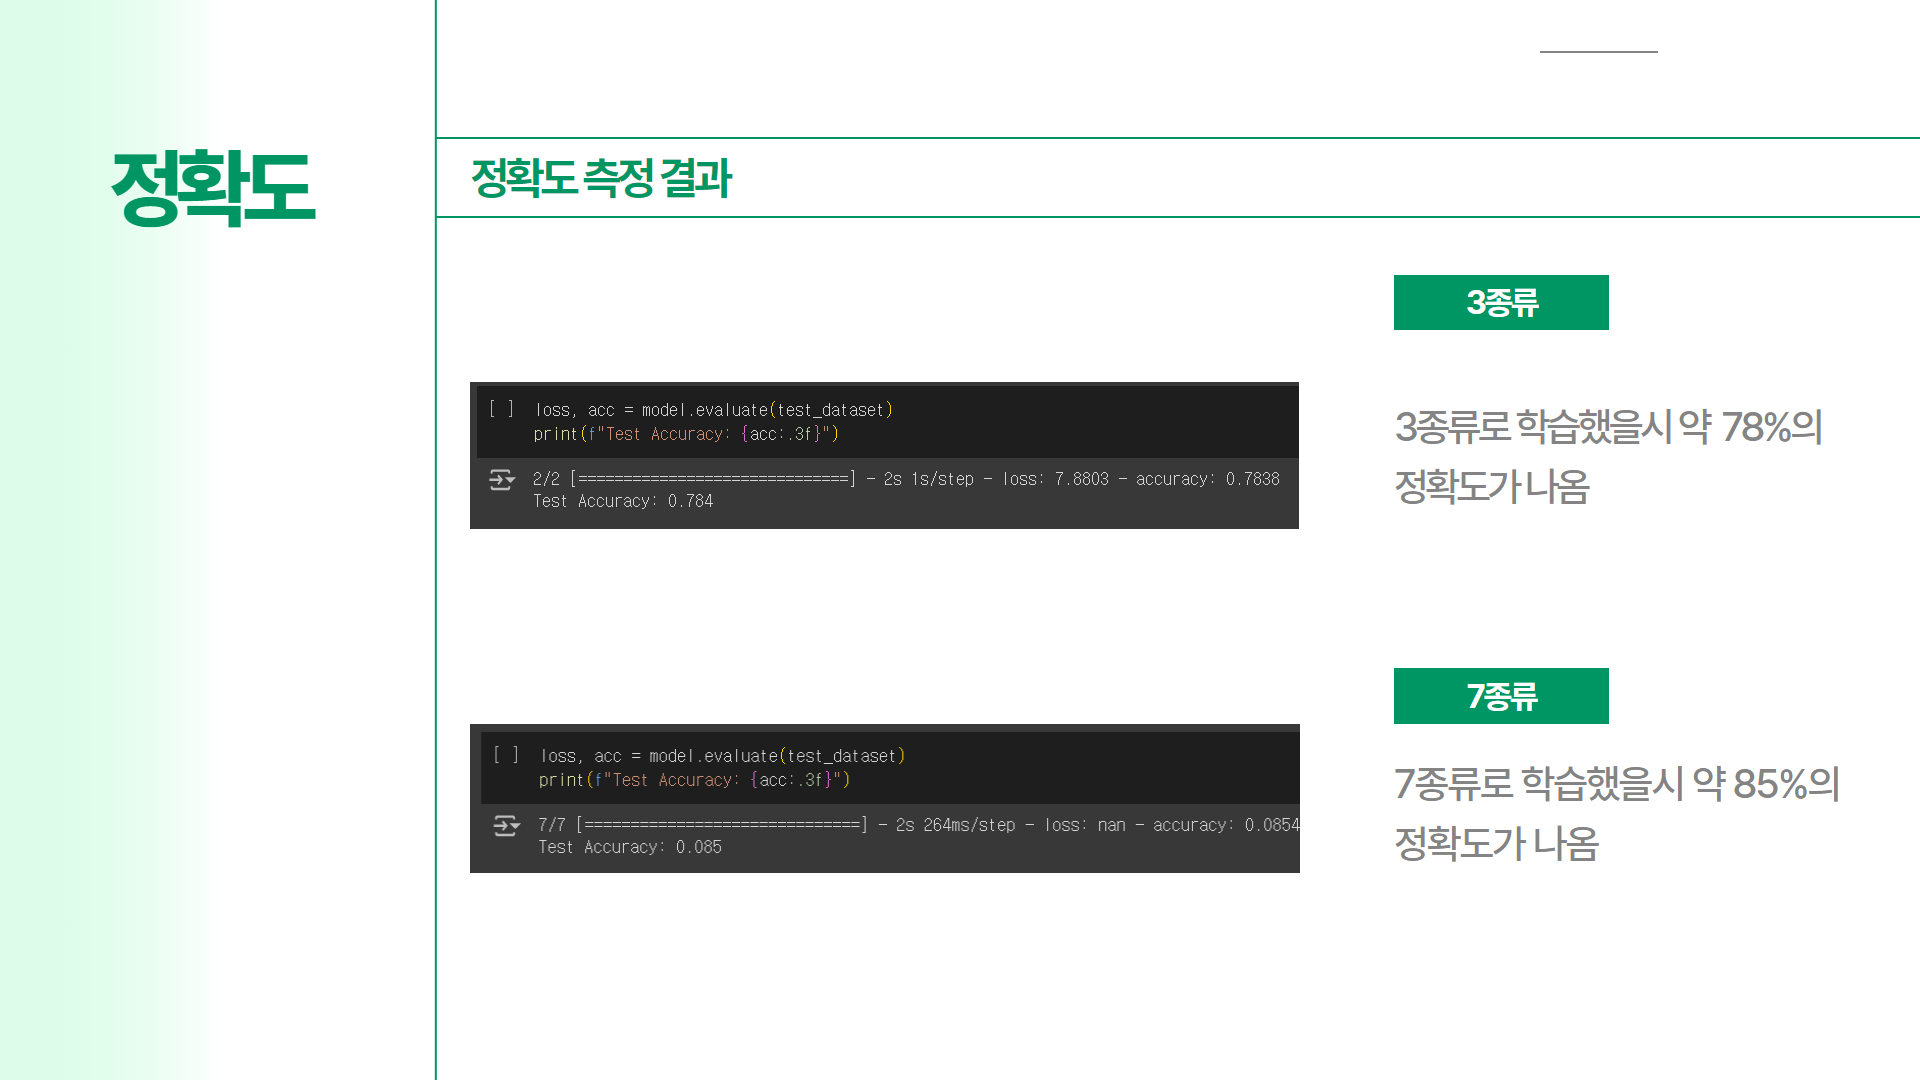 정확도
정확도 측정 결과
3종류
[ ] loss, acc = model.evaluate(test_dataset)
print(f"Test Accuracy: {acc:.3f}")
2/2 [==============================] - 2s 1s/step - loss: 7.8803 - accuracy: 0.7838
Test Accuracy: 0.784
3종류로 학습했을시 약 78%의
정확도가 나옴
7종류
[ ] loss, acc = model.evaluate(test_dataset)
print(f"Test Accuracy: {acc:.3f}")
7/7 [==============================] - 2s 264ms/step - loss: nan - accuracy: 0.0854
Test Accuracy: 0.085
7종류로 학습했을시 약 85%의
정확도가 나옴